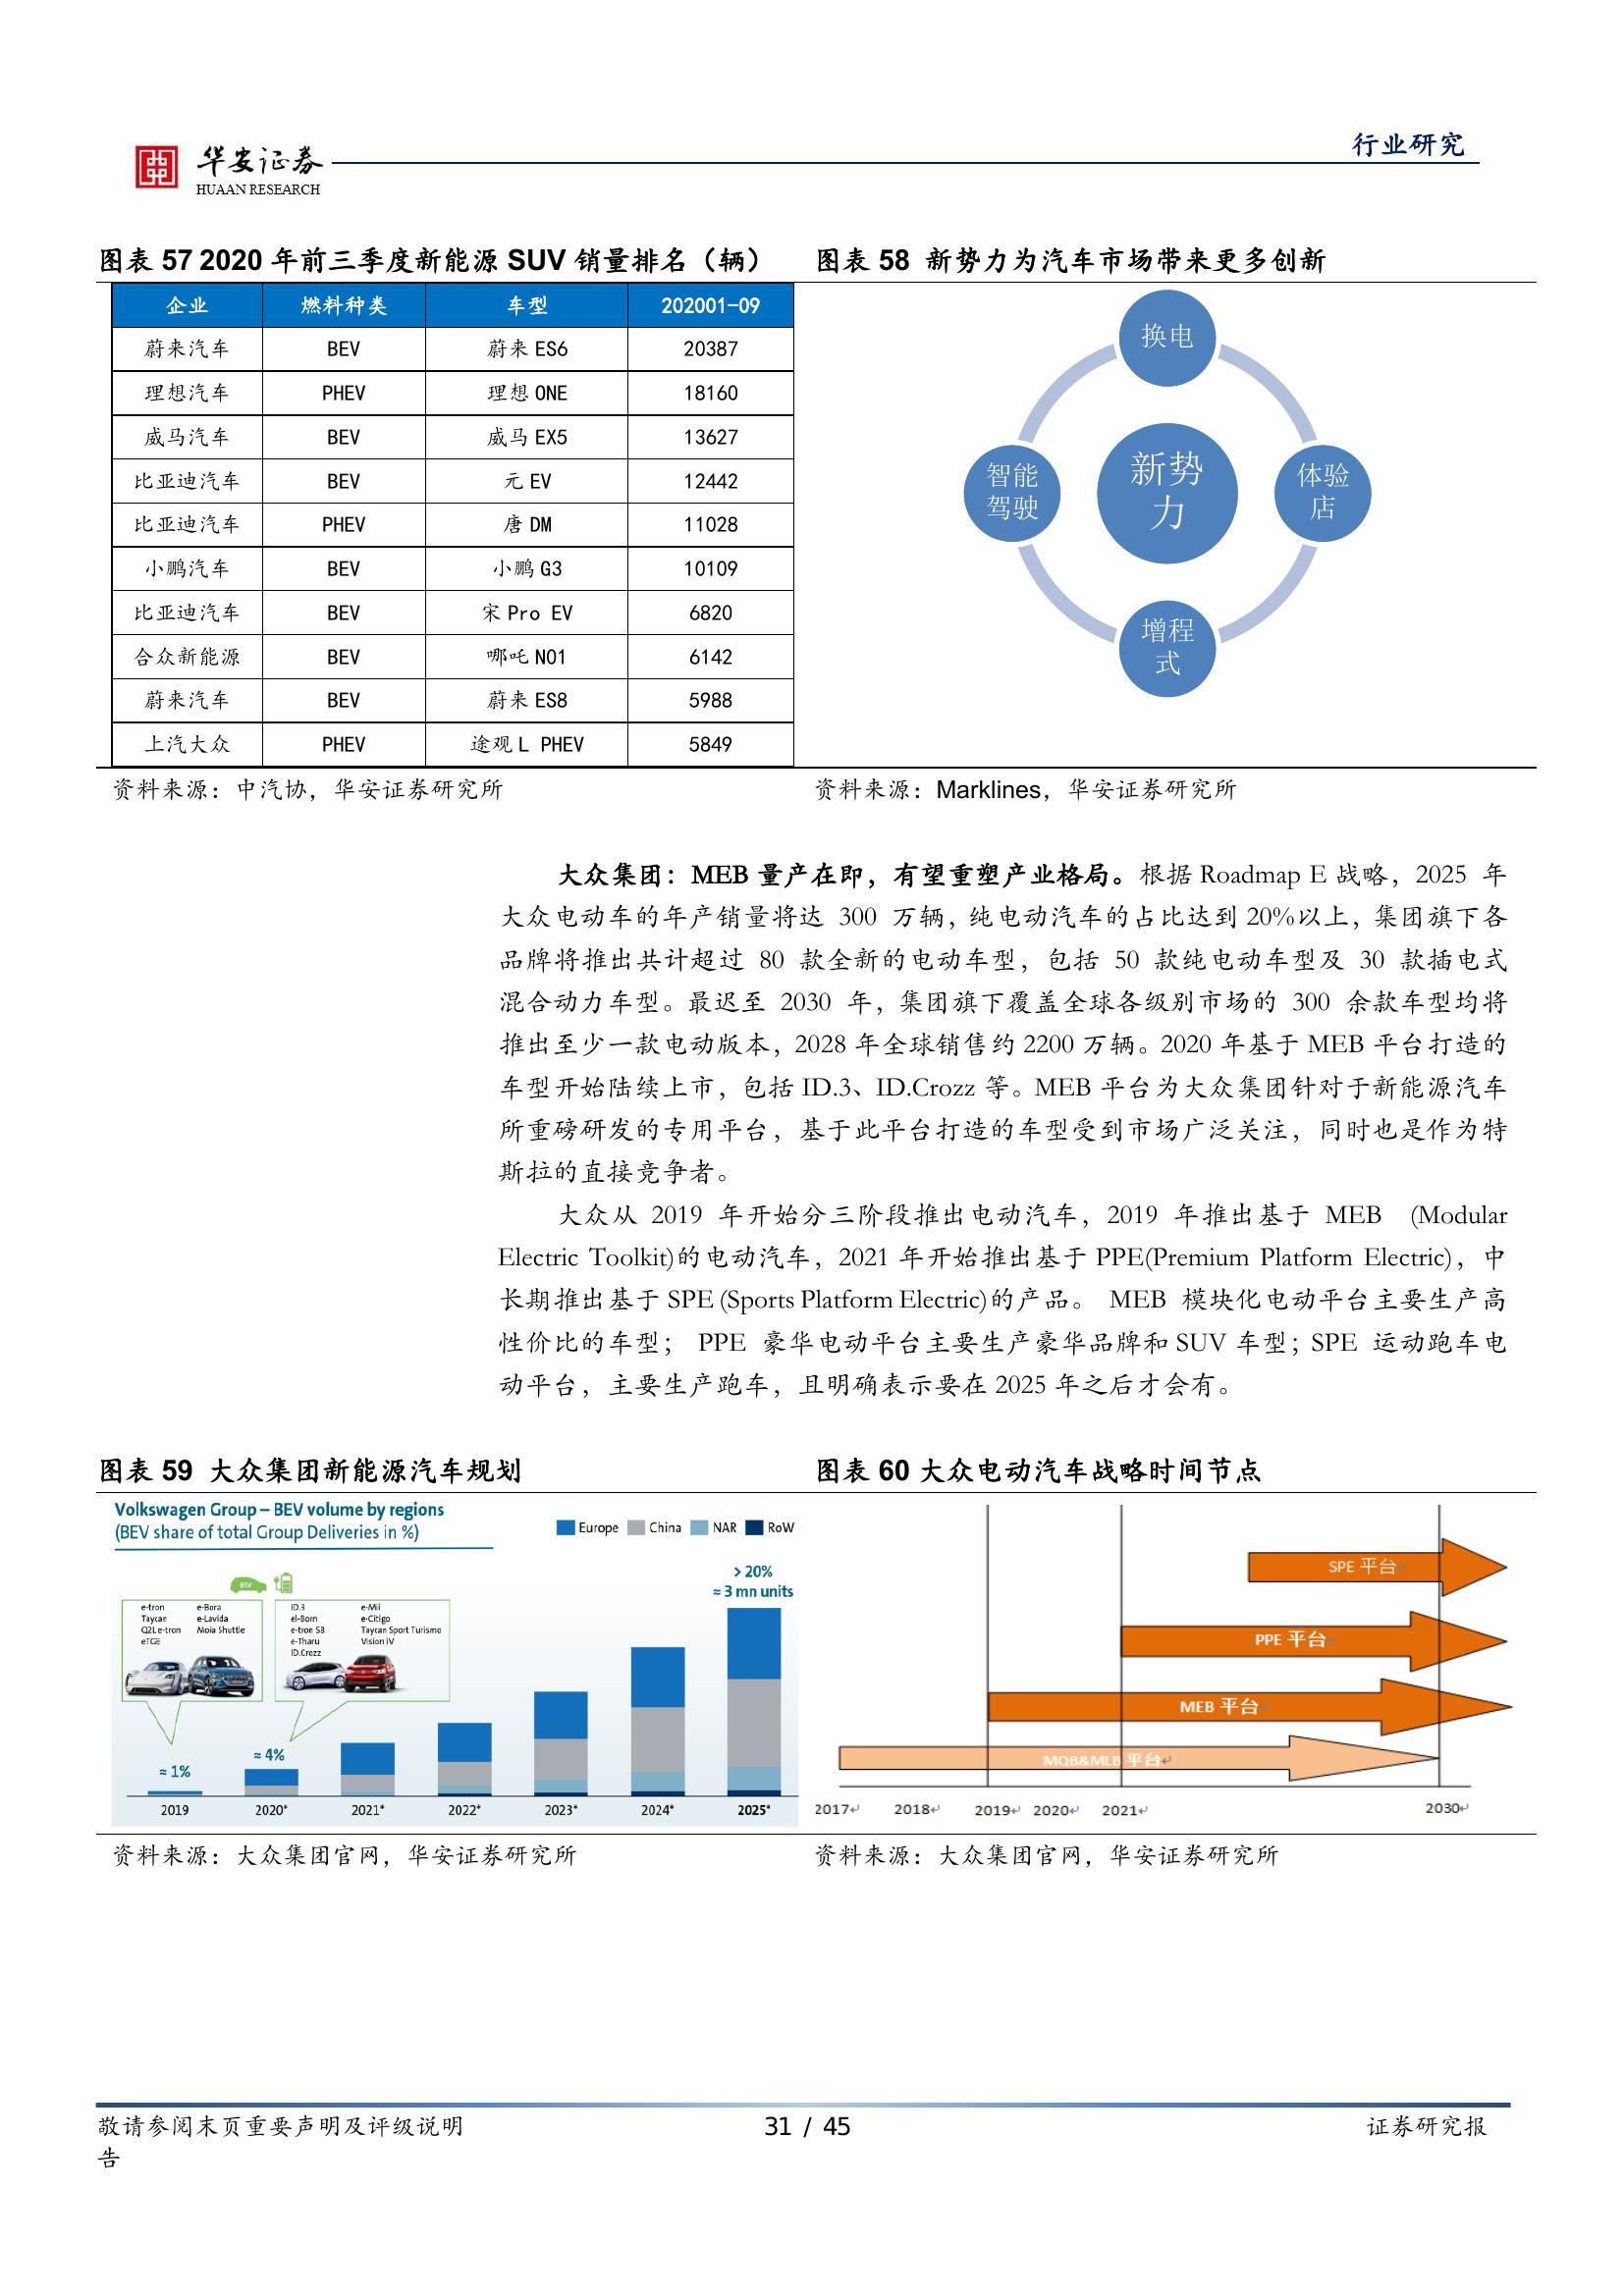 华安证券
HUAAN RESEARCH
行业研究
图表 57 2020 年前三季度新能源 SUV 销量排名（辆）
企业 燃料种类 车型 202001-09
蔚来汽车 BEV 蔚来 ES6 20387
理想汽车 PHEV 理想 ONE 18160
威马汽车 BEV 威马 EX5 13627
比亚迪汽车 BEV 元 EV 12442
比亚迪汽车 PHEV 唐 DM 11028
小鹏汽车 BEV 小鹏 G3 10109
比亚迪汽车 BEV 宋 Pro EV 6820
合众新能源 BEV 哪吒 N01 6142
蔚来汽车 BEV 蔚来 ES8 5988
上汽大众 PHEV 途观 L PHEV 5849
资料来源：中汽协，华安证券研究所
图表 58 新势力为汽车市场带来更多创新
换电
智能
驾驶
新势
力
体验
店
增程
式
资料来源：Marklines，华安证券研究所
大众集团：MEB 量产在即，有望重塑产业格局。根据 Roadmap E 战略，2025 年
大众电动车的年产销量将达 300 万辆，纯电动汽车的占比达到 20%以上，集团旗下各
品牌将推出共计超过 80 款全新的电动车型，包括 50 款纯电动车型及 30 款插电式
混合动力车型。最迟至 2030 年，集团旗下覆盖全球各级别市场的 300 余款车型均将
推出至少一款电动版本，2028 年全球销售约 2200 万辆。2020 年基于 MEB 平台打造的
车型开始陆续上市，包括 ID.3、ID.Crozz 等。MEB 平台为大众集团针对于新能源汽车
所重磅研发的专用平台，基于此平台打造的车型受到市场广泛关注，同时也是作为特
斯拉的直接竞争者。
大众从 2019 年开始分三阶段推出电动汽车，2019 年推出基于 MEB (Modular
Electric Toolkit)的电动汽车，2021 年开始推出基于 PPE(Premium Platform Electric)，中
长期推出基于 SPE (Sports Platform Electric)的产品。 MEB 模块化电动平台主要生产高
性价比的车型； PPE 豪华电动平台主要生产豪华品牌和 SUV 车型；SPE 运动跑车电
动平台，主要生产跑车，且明确表示要在 2025 年之后才会有。
图表 59 大众集团新能源汽车规划
Volkswagen Group – BEV volume by regions
(BEV share of total Group Deliveries in %)
Europe China NAR RoW
> 20%
≈ 3 mn units
BEV
e-tron e-Bora
Taycan e-Lavida
Q2L e-tron Moia Shuttle
eTGE
ID.3 e-Mii
el-Born e-Citigo
e-tron SB Taycan Sport Turismo
e-Tharu Vision iV
ID.Crozz
≈ 1%
≈ 4%
2019 2020* 2021* 2022* 2023* 2024* 2025*
资料来源：大众集团官网，华安证券研究所
图表 60 大众电动汽车战略时间节点
SPE 平台
PPE 平台
MEB 平台
MQB&MLB 平台
2017 2018 2019 2020 2021 2030
资料来源：大众集团官网，华安证券研究所
敬请参阅末页重要声明及评级说明 31 / 45 证券研究报
告